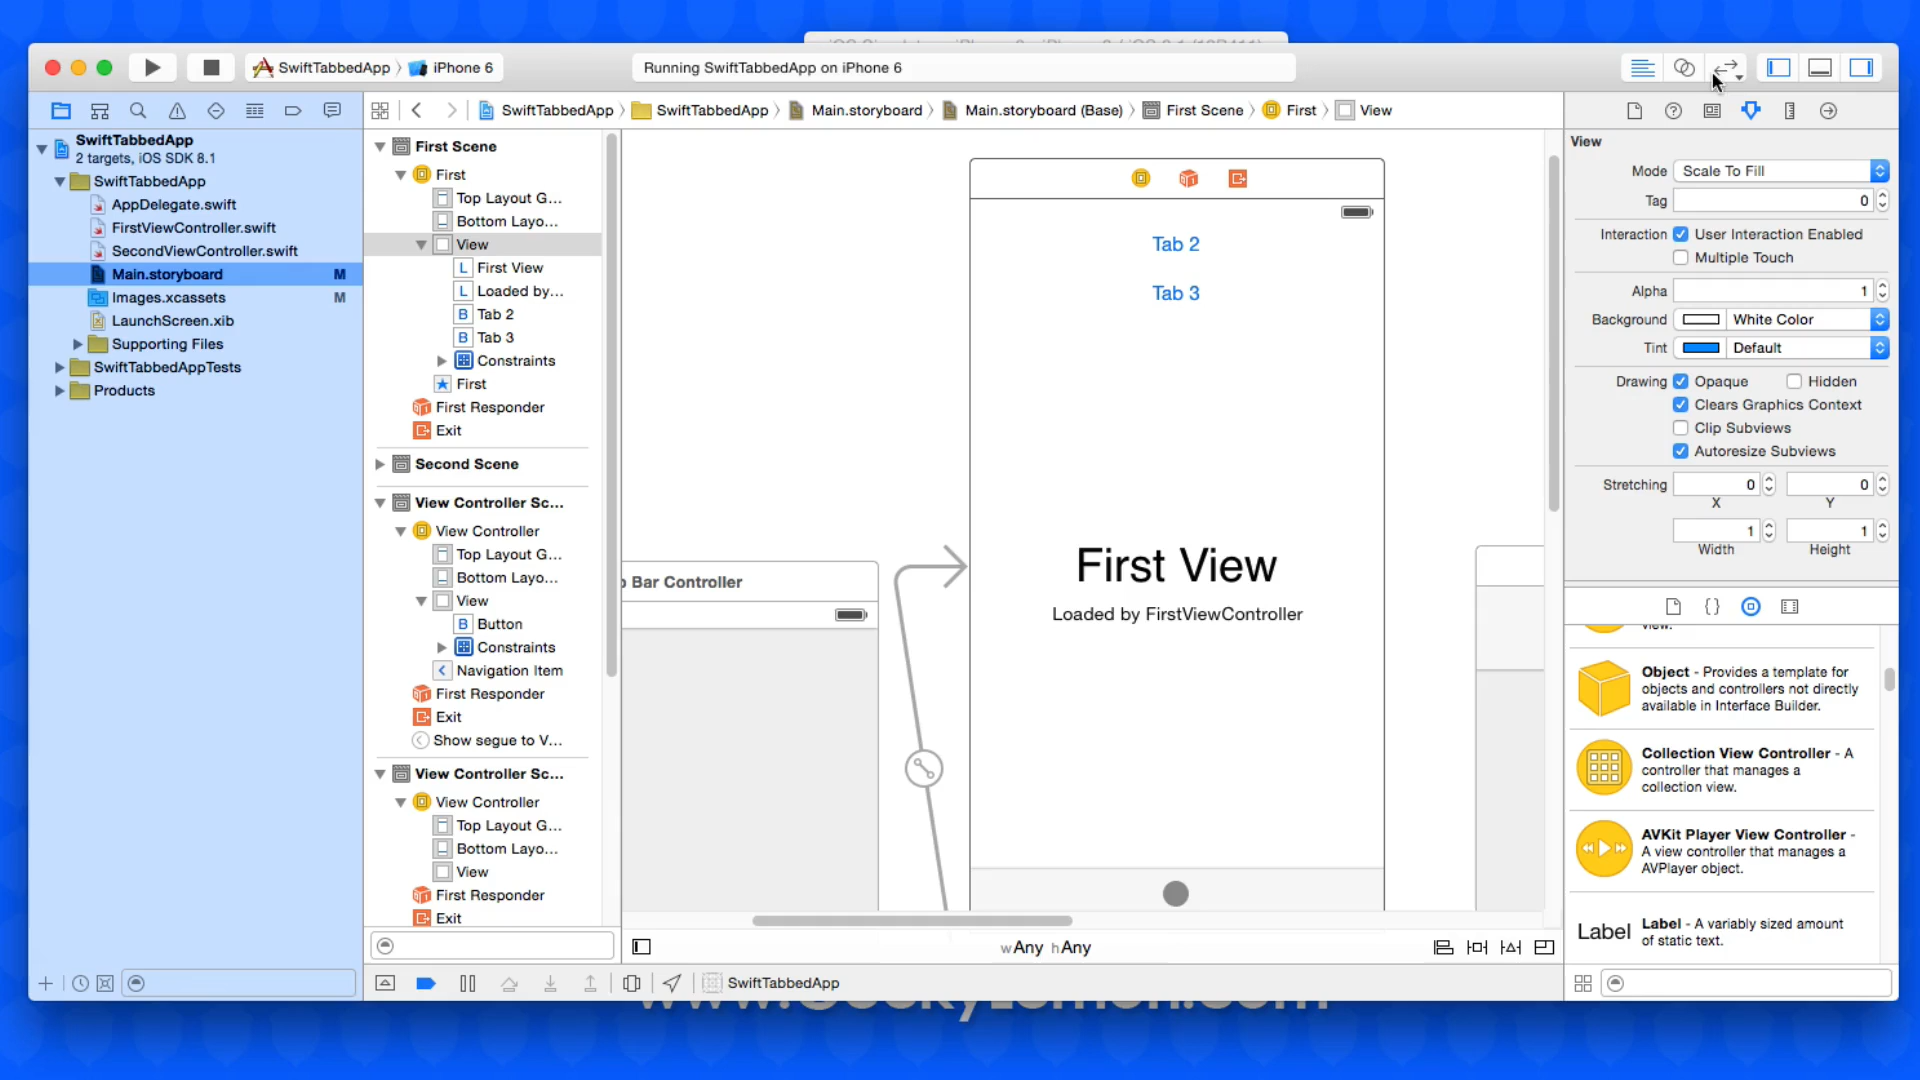 SwiftTabbedApp
iPhone 6
Running SwiftTabbedApp on iPhone 6
SwiftTabbedApp
SwiftTabbedApp
Main.storyboard
Main.storyboard (Base)
First Scene
First
View
SwiftTabbedApp
2 targets, iOS SDK 8.1
SwiftTabbedApp
AppDelegate.swift
FirstViewController.swift
SecondViewController.swift
Main.storyboard M
Images.xcassets M
LaunchScreen.xib
Supporting Files
SwiftTabbedAppTests
Products
First Scene
First
Top Layout G...
Bottom Layo...
View
L First View
L Loaded by...
B Tab 2
B Tab 3
Constraints
First
First Responder
Exit
Second Scene
View Controller Sc...
View Controller
Top Layout G...
Bottom Layo...
View
B Button
Constraints
Navigation Item
First Responder
Exit
Show segue to V...
View Controller Sc...
View Controller
Top Layout G...
Bottom Layo...
View
First Responder
Exit
Bar Controller
Tab 2
Tab 3
First View
Loaded by FirstViewController
wAny hAny
SwiftTabbedApp
View
Mode Scale To Fill
Tag 0
Interaction User Interaction Enabled
Multiple Touch
Alpha 1
Background White Color
Tint Default
Drawing Opaque Hidden
Clears Graphics Context
Clip Subviews
Autoresize Subviews
Stretching 0 0
X Y
1 1
Width Height
{}
view.
Object - Provides a template for
objects and controllers not directly
available in Interface Builder.
Collection View Controller - A
controller that manages a
collection view.
AVKit Player View Controller -
A view controller that manages a
AVPlayer object.
Label
Label - A variably sized amount
of static text.
www.GeekyLemon.com